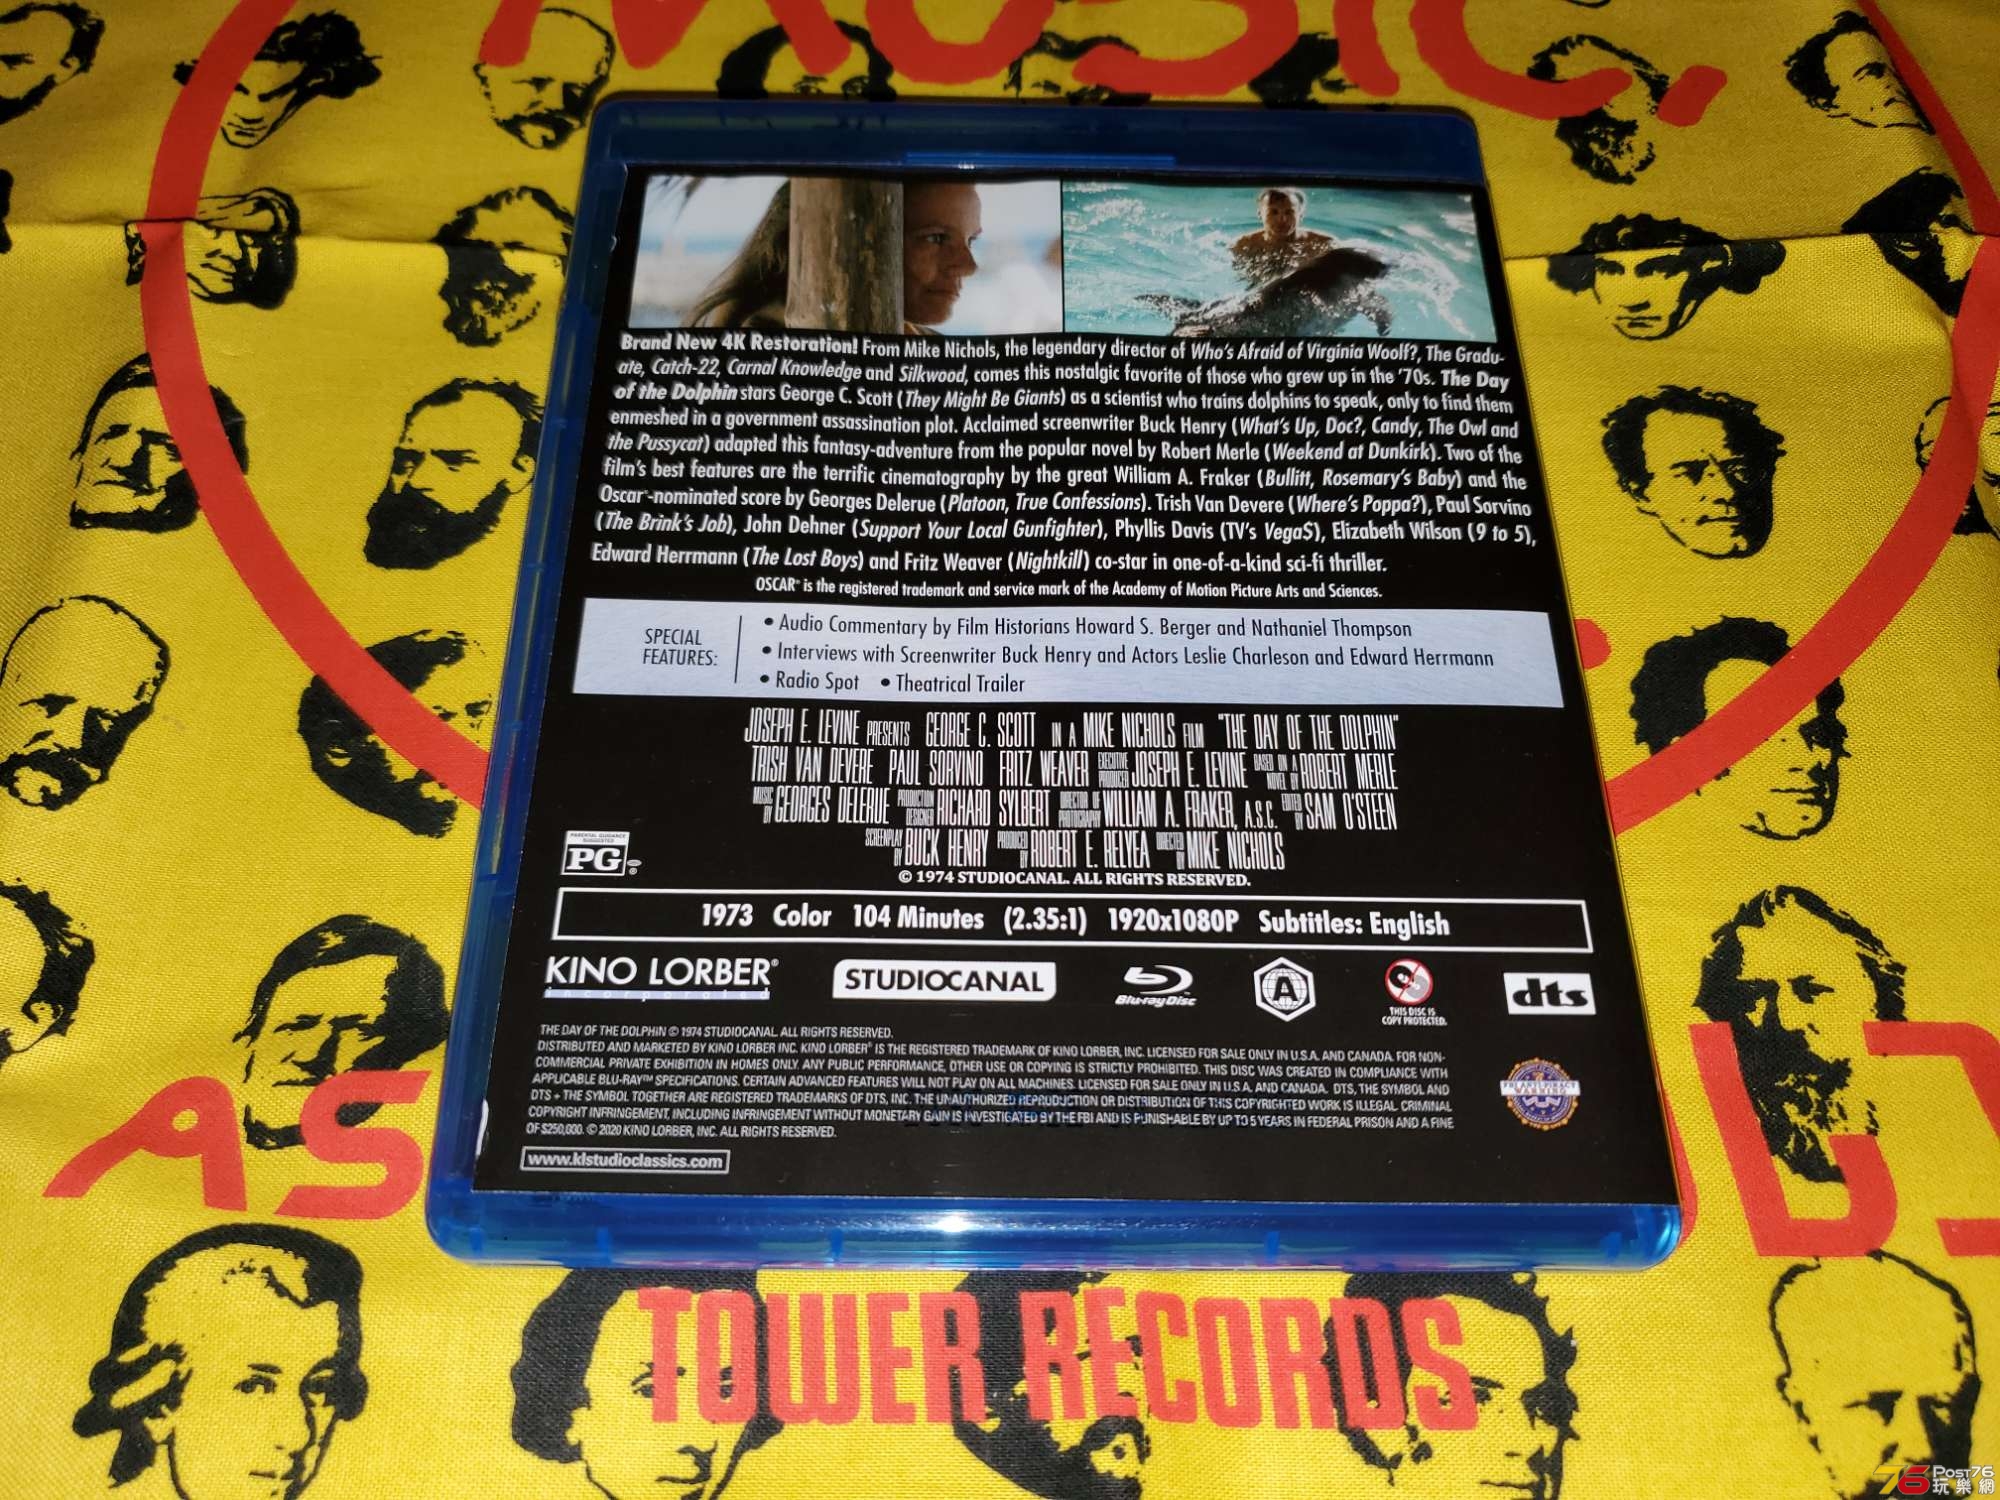 MUSIC.
Brand New 4K Restoration! From Mike Nichols, the legendary director of Who's Afraid of Virginia Woolf?, The Gradu-
ate, Catch-22, Carnal Knowledge and Silkwood, comes this nostalgic favorite of those who grew up in the '70s. The Day
of the Dolphin stars George C. Scott (They Might Be Giants) as a scientist who trains dolphins to speak, only to find them
enmeshed in a government assassination plot. Acclaimed screenwriter Buck Henry (What's Up, Doc?, Candy, The Owl and
the Pussycat) adapted this fantasy-adventure from the popular novel by Robert Merle (Weekend at Dunkirk). Two of the
film's best features are the terrific cinematography by the great William A. Fraker (Bullitt, Rosemary's Baby) and the
Oscar®-nominated score by Georges Delerue (Platoon, True Confessions). Trish Van Devere (Where's Poppa?), Paul Sorvino
(The Brink's Job), John Dehner (Support Your Local Gunfighter), Phyllis Davis (TV's Vega$), Elizabeth Wilson (9 to 5),
Edward Herrmann (The Lost Boys) and Fritz Weaver (Nightkill) co-star in one-of-a-kind sci-fi thriller.
OSCAR® is the registered trademark and service mark of the Academy of Motion Picture Arts and Sciences.
SPECIAL
FEATURES:
• Audio Commentary by Film Historians Howard S. Berger and Nathaniel Thompson
• Interviews with Screenwriter Buck Henry and Actors Leslie Charleson and Edward Herrmann
• Radio Spot • Theatrical Trailer
JOSEPH E. LEVINE PRESENTS GEORGE C. SCOTT IN A MIKE NICHOLS FILM "THE DAY OF THE DOLPHIN"
TRISH VAN DEVERE PAUL SORVINO FRITZ WEAVER EXECUTIVE PRODUCER JOSEPH E. LEVINE BASED ON A NOVEL BY ROBERT MERLE
MUSIC BY GEORGES DELERUE PRODUCTION DESIGNER RICHARD SYLBERT DIRECTOR OF PHOTOGRAPHY WILLIAM A. FRAKER, A.S.C. EDITED BY SAM O'STEEN
SCREENPLAY BY BUCK HENRY PRODUCED BY ROBERT E. RELYEA DIRECTED BY MIKE NICHOLS
© 1974 STUDIOCANAL. ALL RIGHTS RESERVED.
PARENTAL GUIDANCE SUGGESTED
PG
1973 Color 104 Minutes (2.35:1) 1920x1080P Subtitles: English
KINO LORBER®
incorporated
STUDIOCANAL
Blu-ray Disc
A
THIS DISC IS
COPY PROTECTED.
dts
THE DAY OF THE DOLPHIN © 1974 STUDIOCANAL. ALL RIGHTS RESERVED.
DISTRIBUTED AND MARKETED BY KINO LORBER INC. KINO LORBER® IS THE REGISTERED TRADEMARK OF KINO LORBER, INC. LICENSED FOR SALE ONLY IN U.S.A. AND CANADA. FOR NON-
COMMERCIAL PRIVATE EXHIBITION IN HOMES ONLY. ANY PUBLIC PERFORMANCE, OTHER USE OR COPYING IS STRICTLY PROHIBITED. THIS DISC WAS CREATED IN COMPLIANCE WITH
APPLICABLE BLU-RAY™ SPECIFICATIONS. CERTAIN ADVANCED FEATURES WILL NOT PLAY ON ALL MACHINES. LICENSED FOR SALE ONLY IN U.S.A. AND CANADA. DTS, THE SYMBOL AND
DTS + THE SYMBOL TOGETHER ARE REGISTERED TRADEMARKS OF DTS, INC. THE UNAUTHORIZED REPRODUCTION OR DISTRIBUTION OF THIS COPYRIGHTED WORK IS ILLEGAL. CRIMINAL
COPYRIGHT INFRINGEMENT, INCLUDING INFRINGEMENT WITHOUT MONETARY GAIN IS INVESTIGATED BY THE FBI AND IS PUNISHABLE BY UP TO 5 YEARS IN FEDERAL PRISON AND A FINE
OF $250,000. © 2020 KINO LORBER, INC. ALL RIGHTS RESERVED.
FBI ANTI-PIRACY
WARNING
www.klstudioclassics.com
AS
TOWER RECORDS
76 POST76
玩樂網